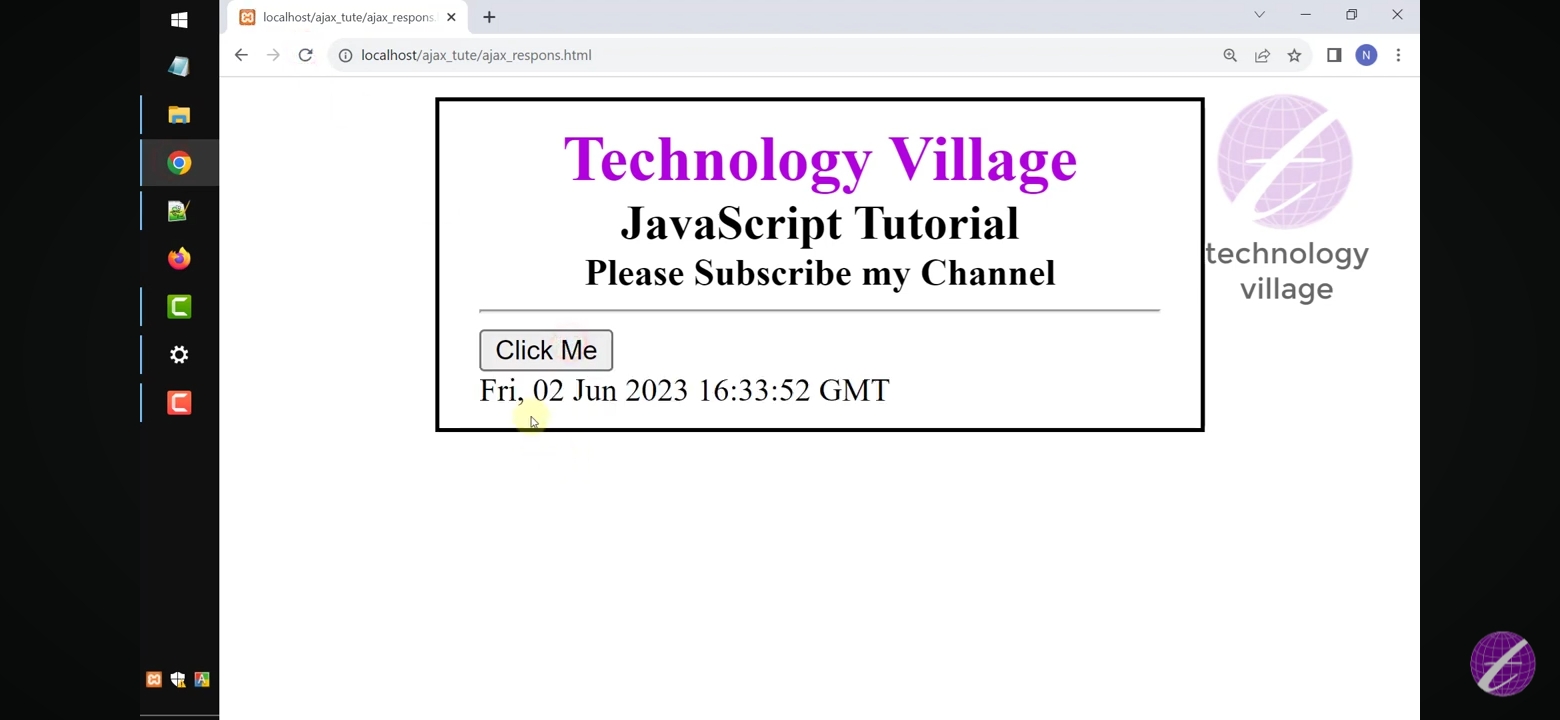 localhost/ajax_tute/ajax_respons.
localhost/ajax_tute/ajax_respons.html
N
Technology Village
JavaScript Tutorial
Please Subscribe my Channel
Click Me
Fri, 02 Jun 2023 16:33:52 GMT
technology
village